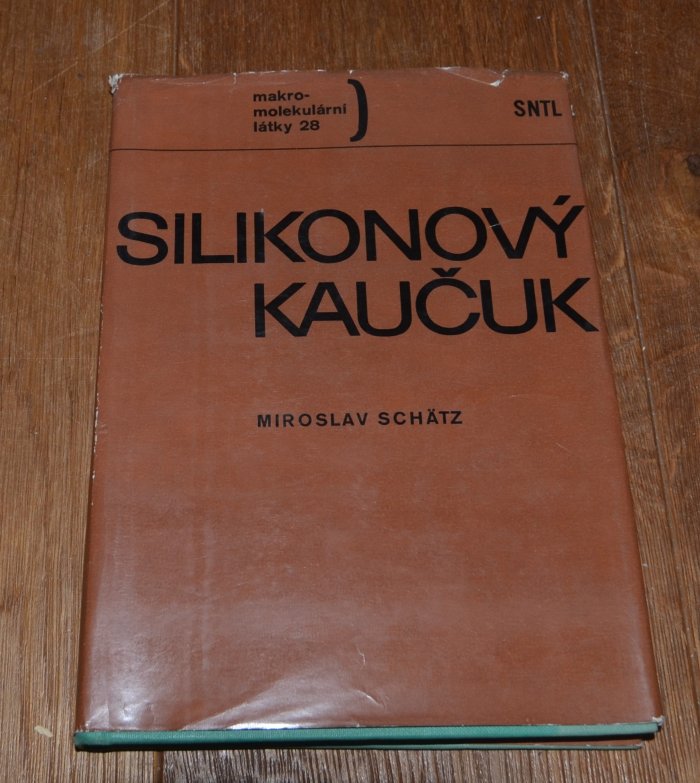 makro-
molekulární
látky 28
SNTL
SILIKONOVÝ
KAUČUK
MIROSLAV SCHÄTZ